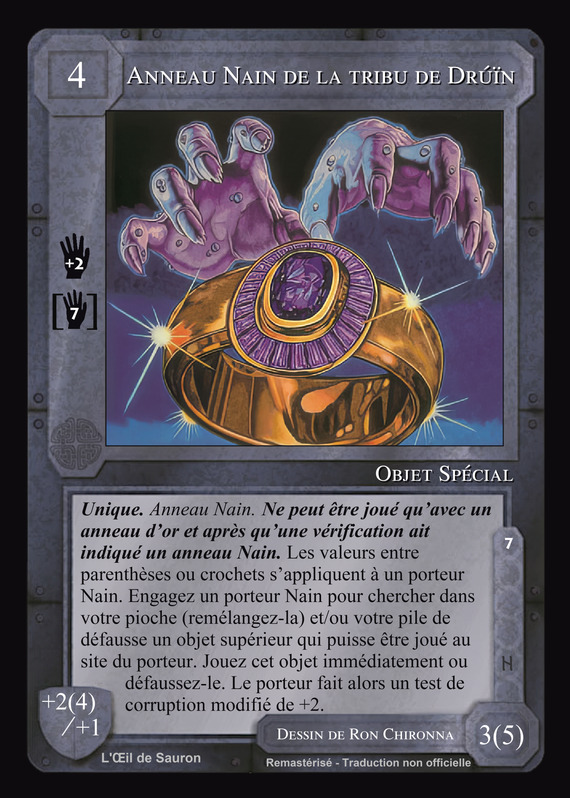 4
Anneau Nain de la tribu de Drúïn
+2
[7]
Objet Spécial
Unique. Anneau Nain. Ne peut être joué qu'avec un
anneau d'or et après qu'une vérification ait
indiqué un anneau Nain. Les valeurs entre
parenthèses ou crochets s'appliquent à un porteur
Nain. Engagez un porteur Nain pour chercher dans
votre pioche (remélangez-la) et/ou votre pile de
défausse un objet supérieur qui puisse être joué au
site du porteur. Jouez cet objet immédiatement ou
défaussez-le. Le porteur fait alors un test de
corruption modifié de +2.
7
+2(4)
/+1
Dessin de Ron Chironna
3(5)
L'Œil de Sauron
Remastérisé - Traduction non officielle